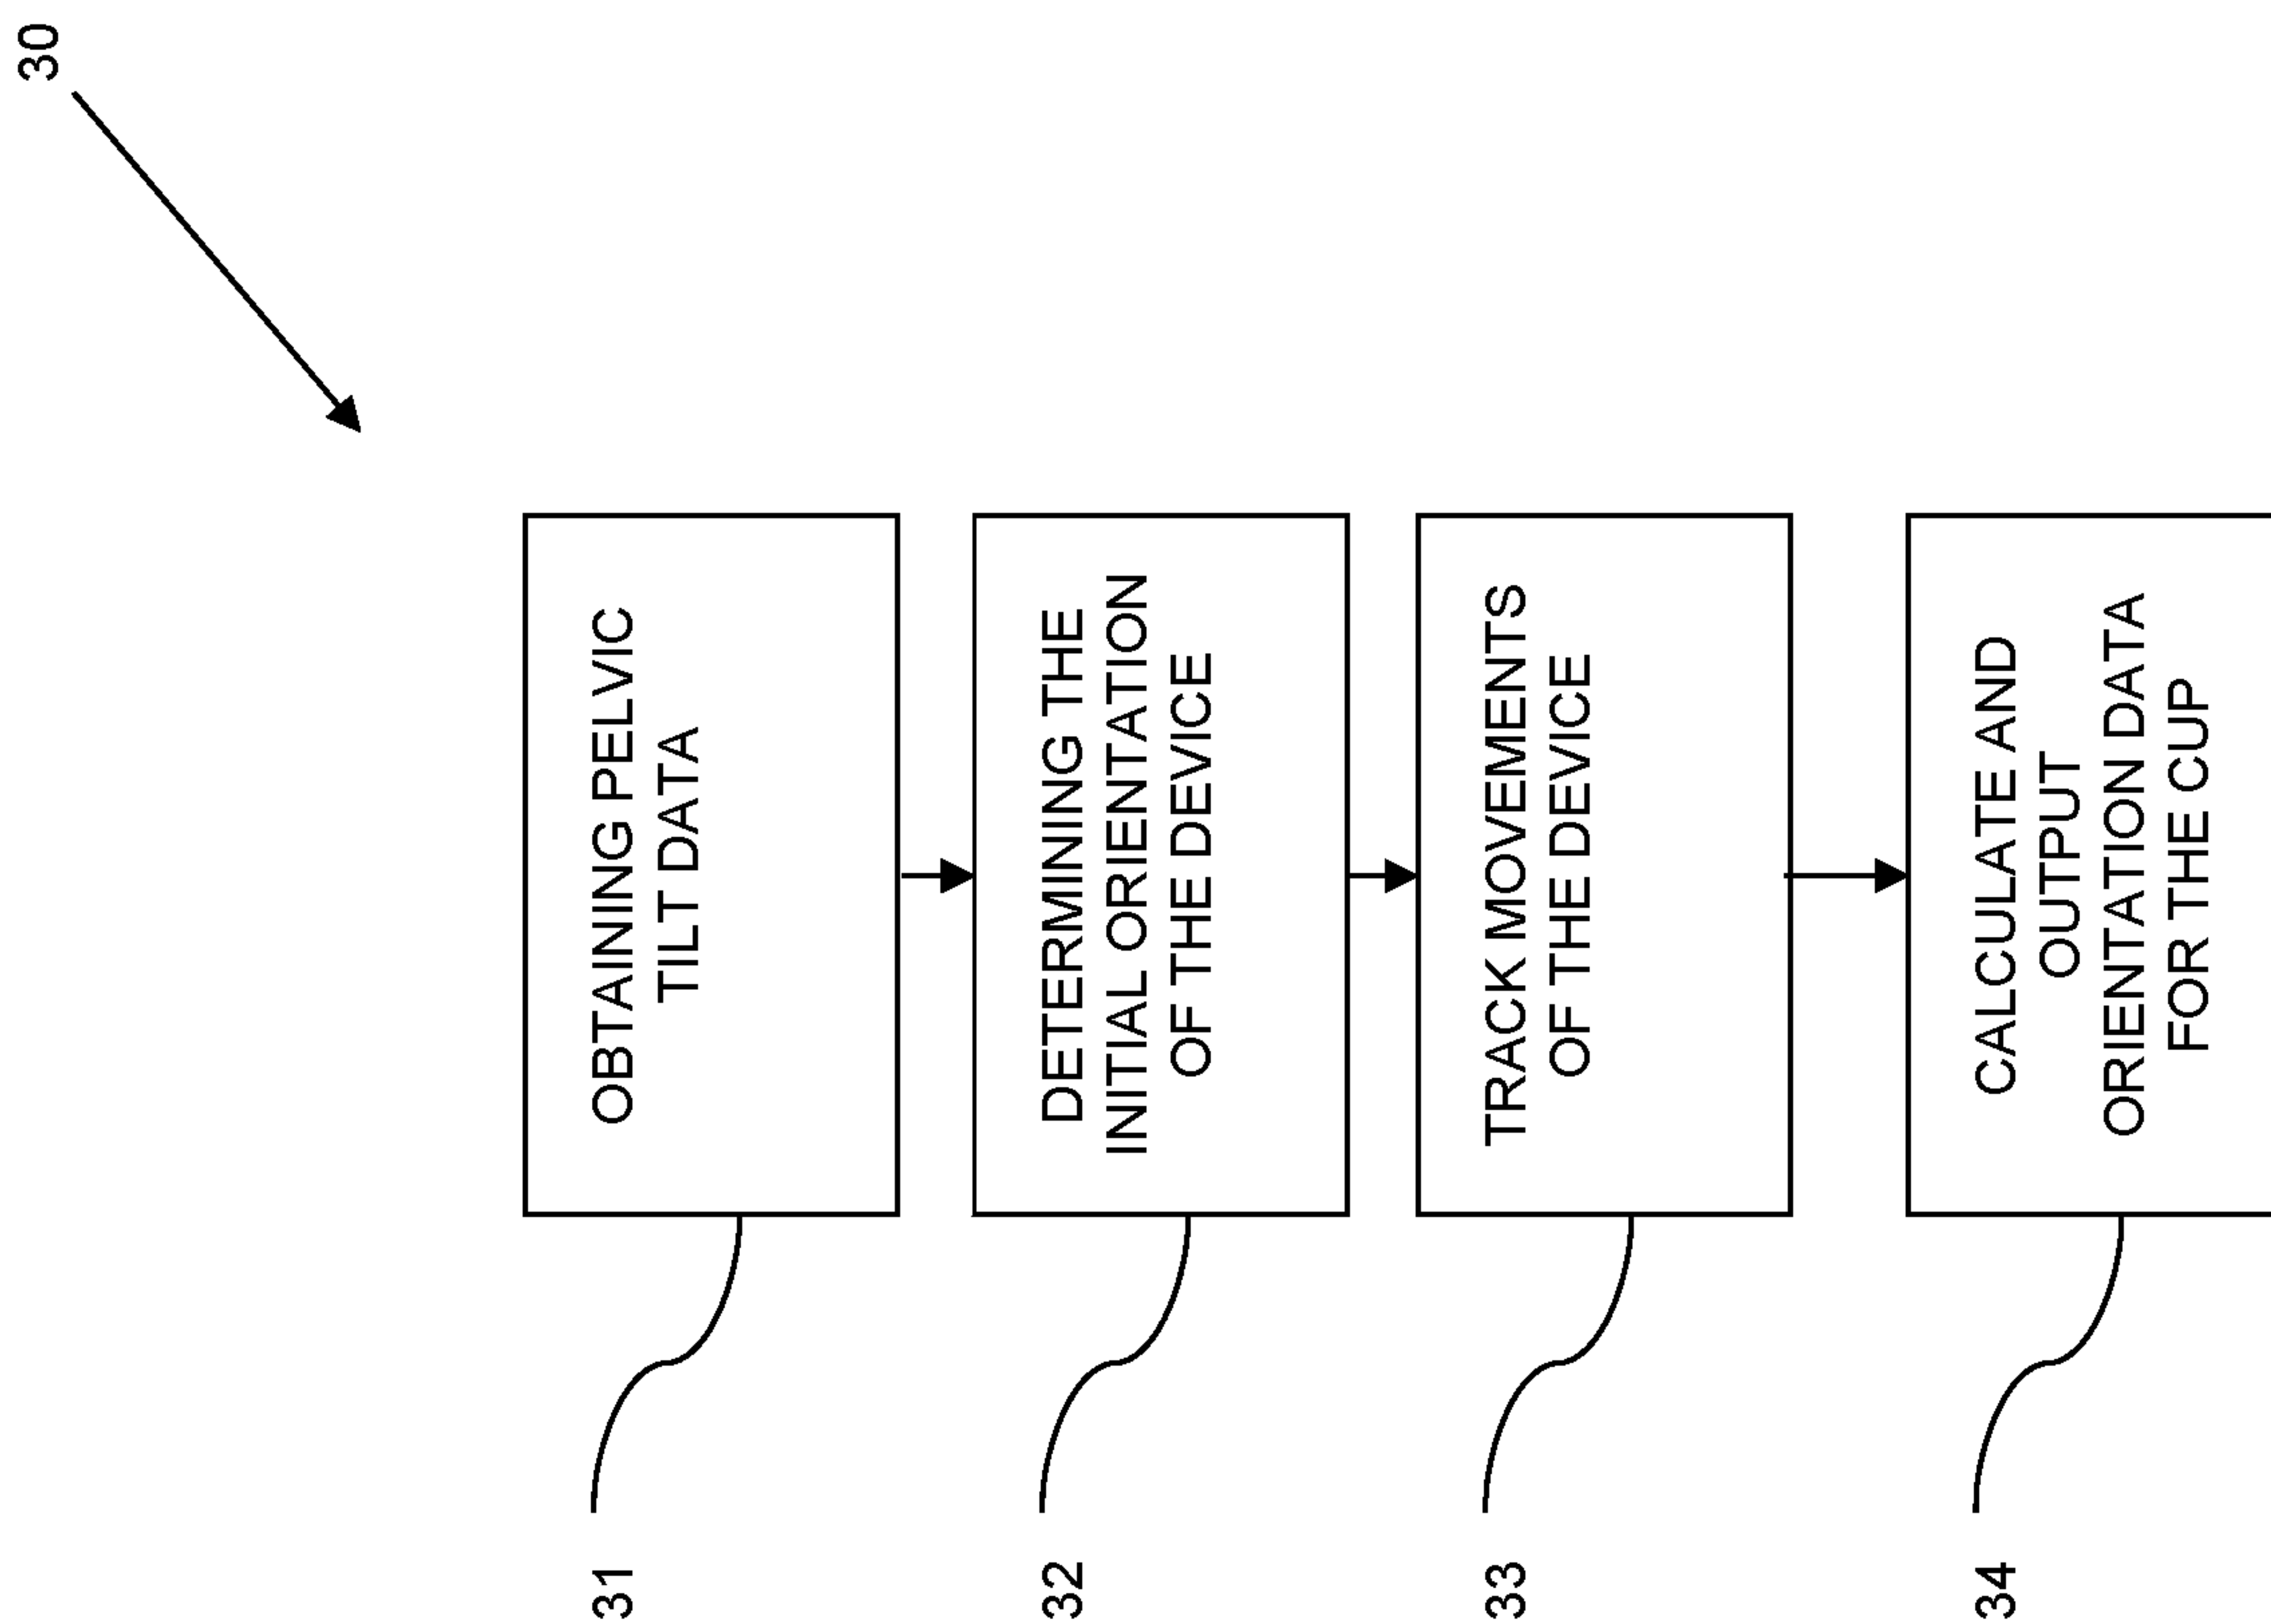 30
31
OBTAINING PELVIC
TILT DATA
32
DETERMINING THE
INITIAL ORIENTATION
OF THE DEVICE
33
TRACK MOVEMENTS
OF THE DEVICE
34
CALCULATE AND
OUTPUT
ORIENTATION DATA
FOR THE CUP